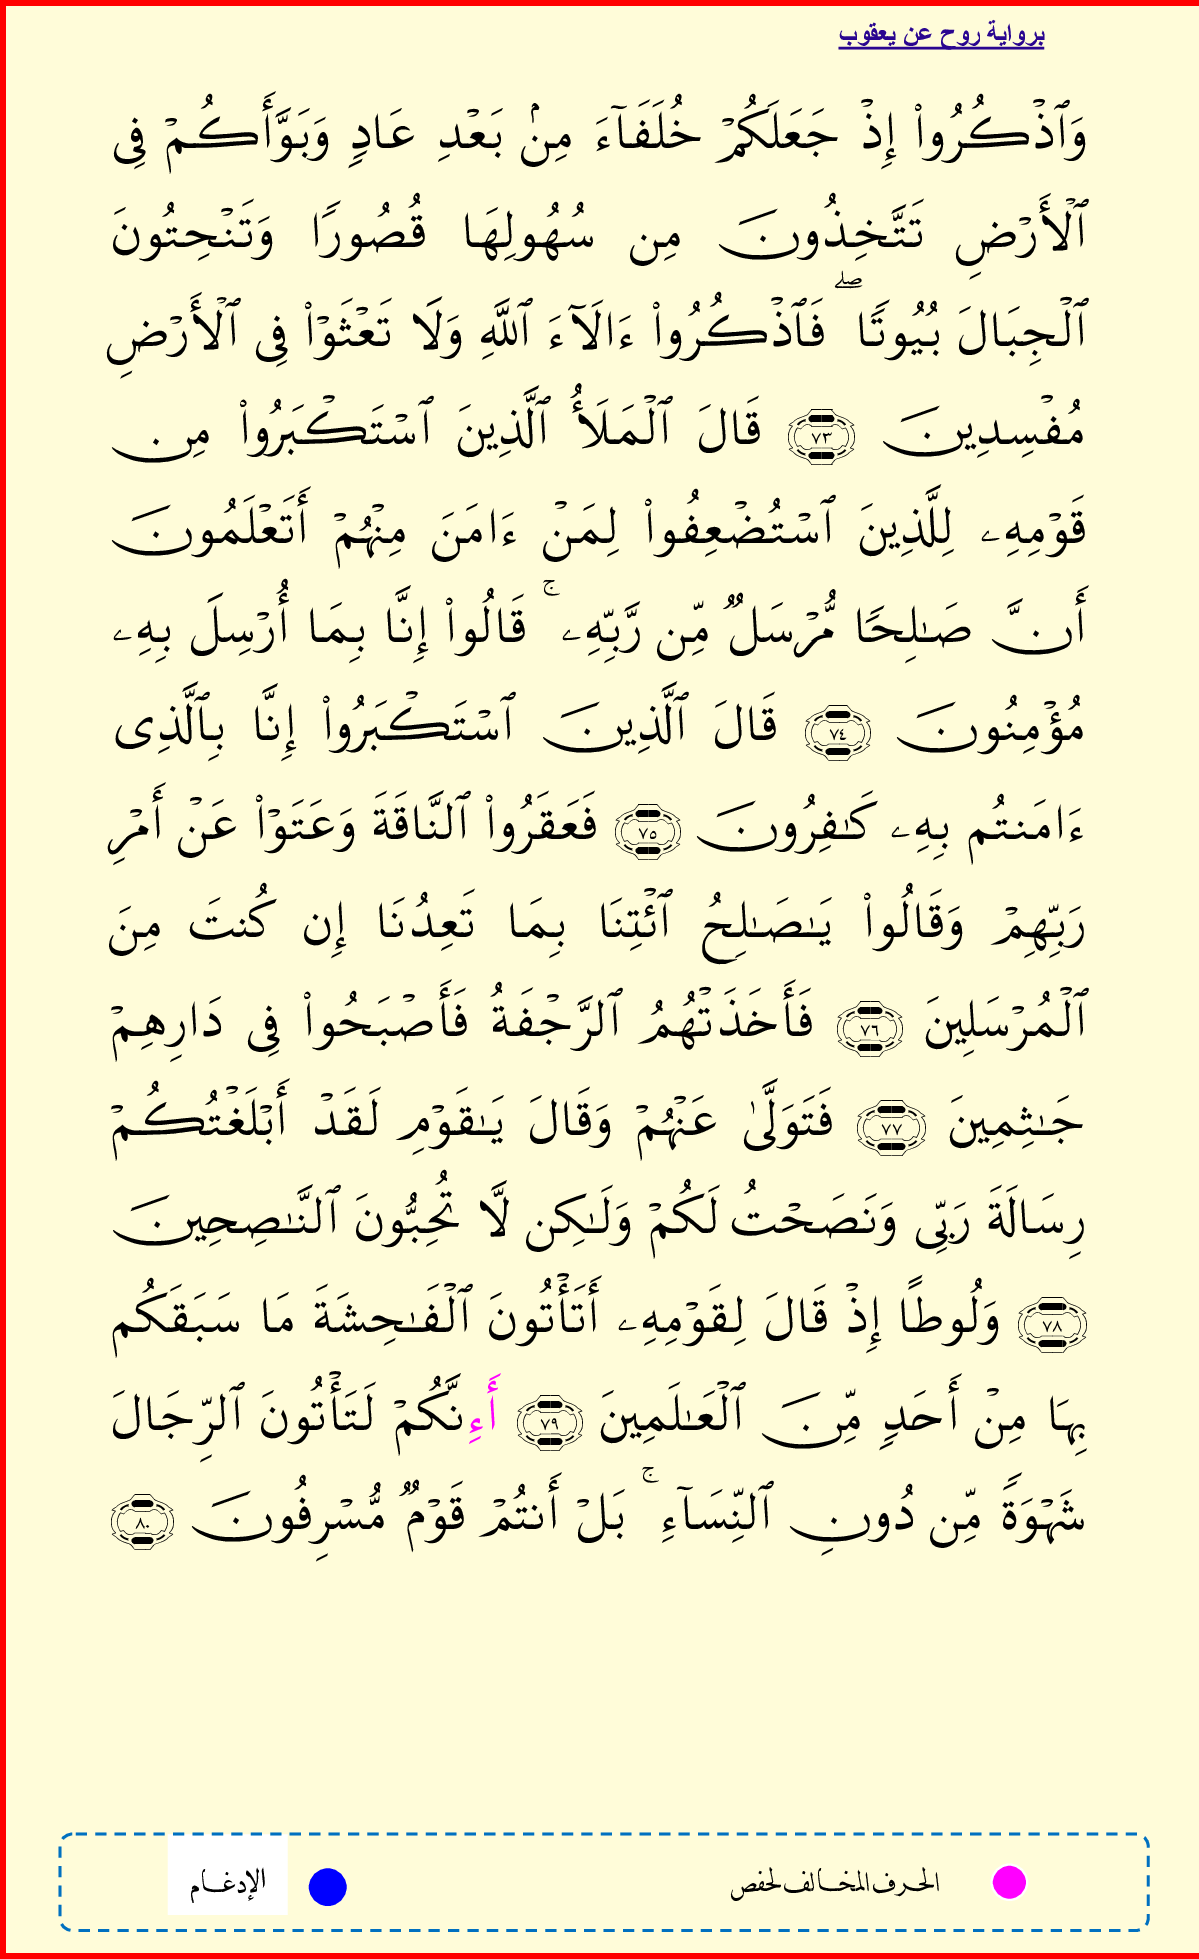 برواية روح عن يعقوب
وَٱذۡكُرُواْ إِذۡ جَعَلَكُمۡ خُلَفَآءَ مِنۢ بَعۡدِ عَادٖ وَبَوَّأَكُمۡ فِي
ٱلۡأَرۡضِ تَتَّخِذُونَ مِن سُهُولِهَا قُصُورٗا وَتَنۡحِتُونَ
ٱلۡجِبَالَ بُيُوتٗاۖ فَٱذۡكُرُواْ ءَالَآءَ ٱللَّهِ وَلَا تَعۡثَوۡاْ فِي ٱلۡأَرۡضِ
مُفۡسِدِينَ ٧٣ قَالَ ٱلۡمَلَأُ ٱلَّذِينَ ٱسۡتَكۡبَرُواْ مِن
قَوۡمِهِۦ لِلَّذِينَ ٱسۡتُضۡعِفُواْ لِمَنۡ ءَامَنَ مِنۡهُمۡ أَتَعۡلَمُونَ
أَنَّ صَٰلِحٗا مُّرۡسَلٞ مِّن رَّبِّهِۦۚ قَالُواْ إِنَّا بِمَا أُرۡسِلَ بِهِۦ
مُؤۡمِنُونَ ٧٤ قَالَ ٱلَّذِينَ ٱسۡتَكۡبَرُواْ إِنَّا بِٱلَّذِي
ءَامَنتُم بِهِۦ كَٰفِرُونَ ٧٥ فَعَقَرُواْ ٱلنَّاقَةَ وَعَتَوۡاْ عَنۡ أَمۡرِ
رَبِّهِمۡ وَقَالُواْ يَٰصَٰلِحُ ٱئۡتِنَا بِمَا تَعِدُنَا إِن كُنتَ مِنَ
ٱلۡمُرۡسَلِينَ ٧٦ فَأَخَذَتۡهُمُ ٱلرَّجۡفَةُ فَأَصۡبَحُواْ فِي دَارِهِمۡ
جَٰثِمِينَ ٧٧ فَتَوَلَّىٰ عَنۡهُمۡ وَقَالَ يَٰقَوۡمِ لَقَدۡ أَبۡلَغۡتُكُمۡ
رِسَالَةَ رَبِّي وَنَصَحۡتُ لَكُمۡ وَلَٰكِن لَّا تُحِبُّونَ ٱلنَّٰصِحِينَ
٧٨ وَلُوطًا إِذۡ قَالَ لِقَوۡمِهِۦ أَتَأۡتُونَ ٱلۡفَٰحِشَةَ مَا سَبَقَكُم
بِهَا مِنۡ أَحَدٖ مِّنَ ٱلۡعَٰلَمِينَ ٧٩ أَءِنَّكُمۡ لَتَأۡتُونَ ٱلرِّجَالَ
شَهۡوَةٗ مِّن دُونِ ٱلنِّسَآءِۚ بَلۡ أَنتُمۡ قَوۡمٞ مُّسۡرِفُونَ ٨٠
الحرف المخالف لحفص الإدغام